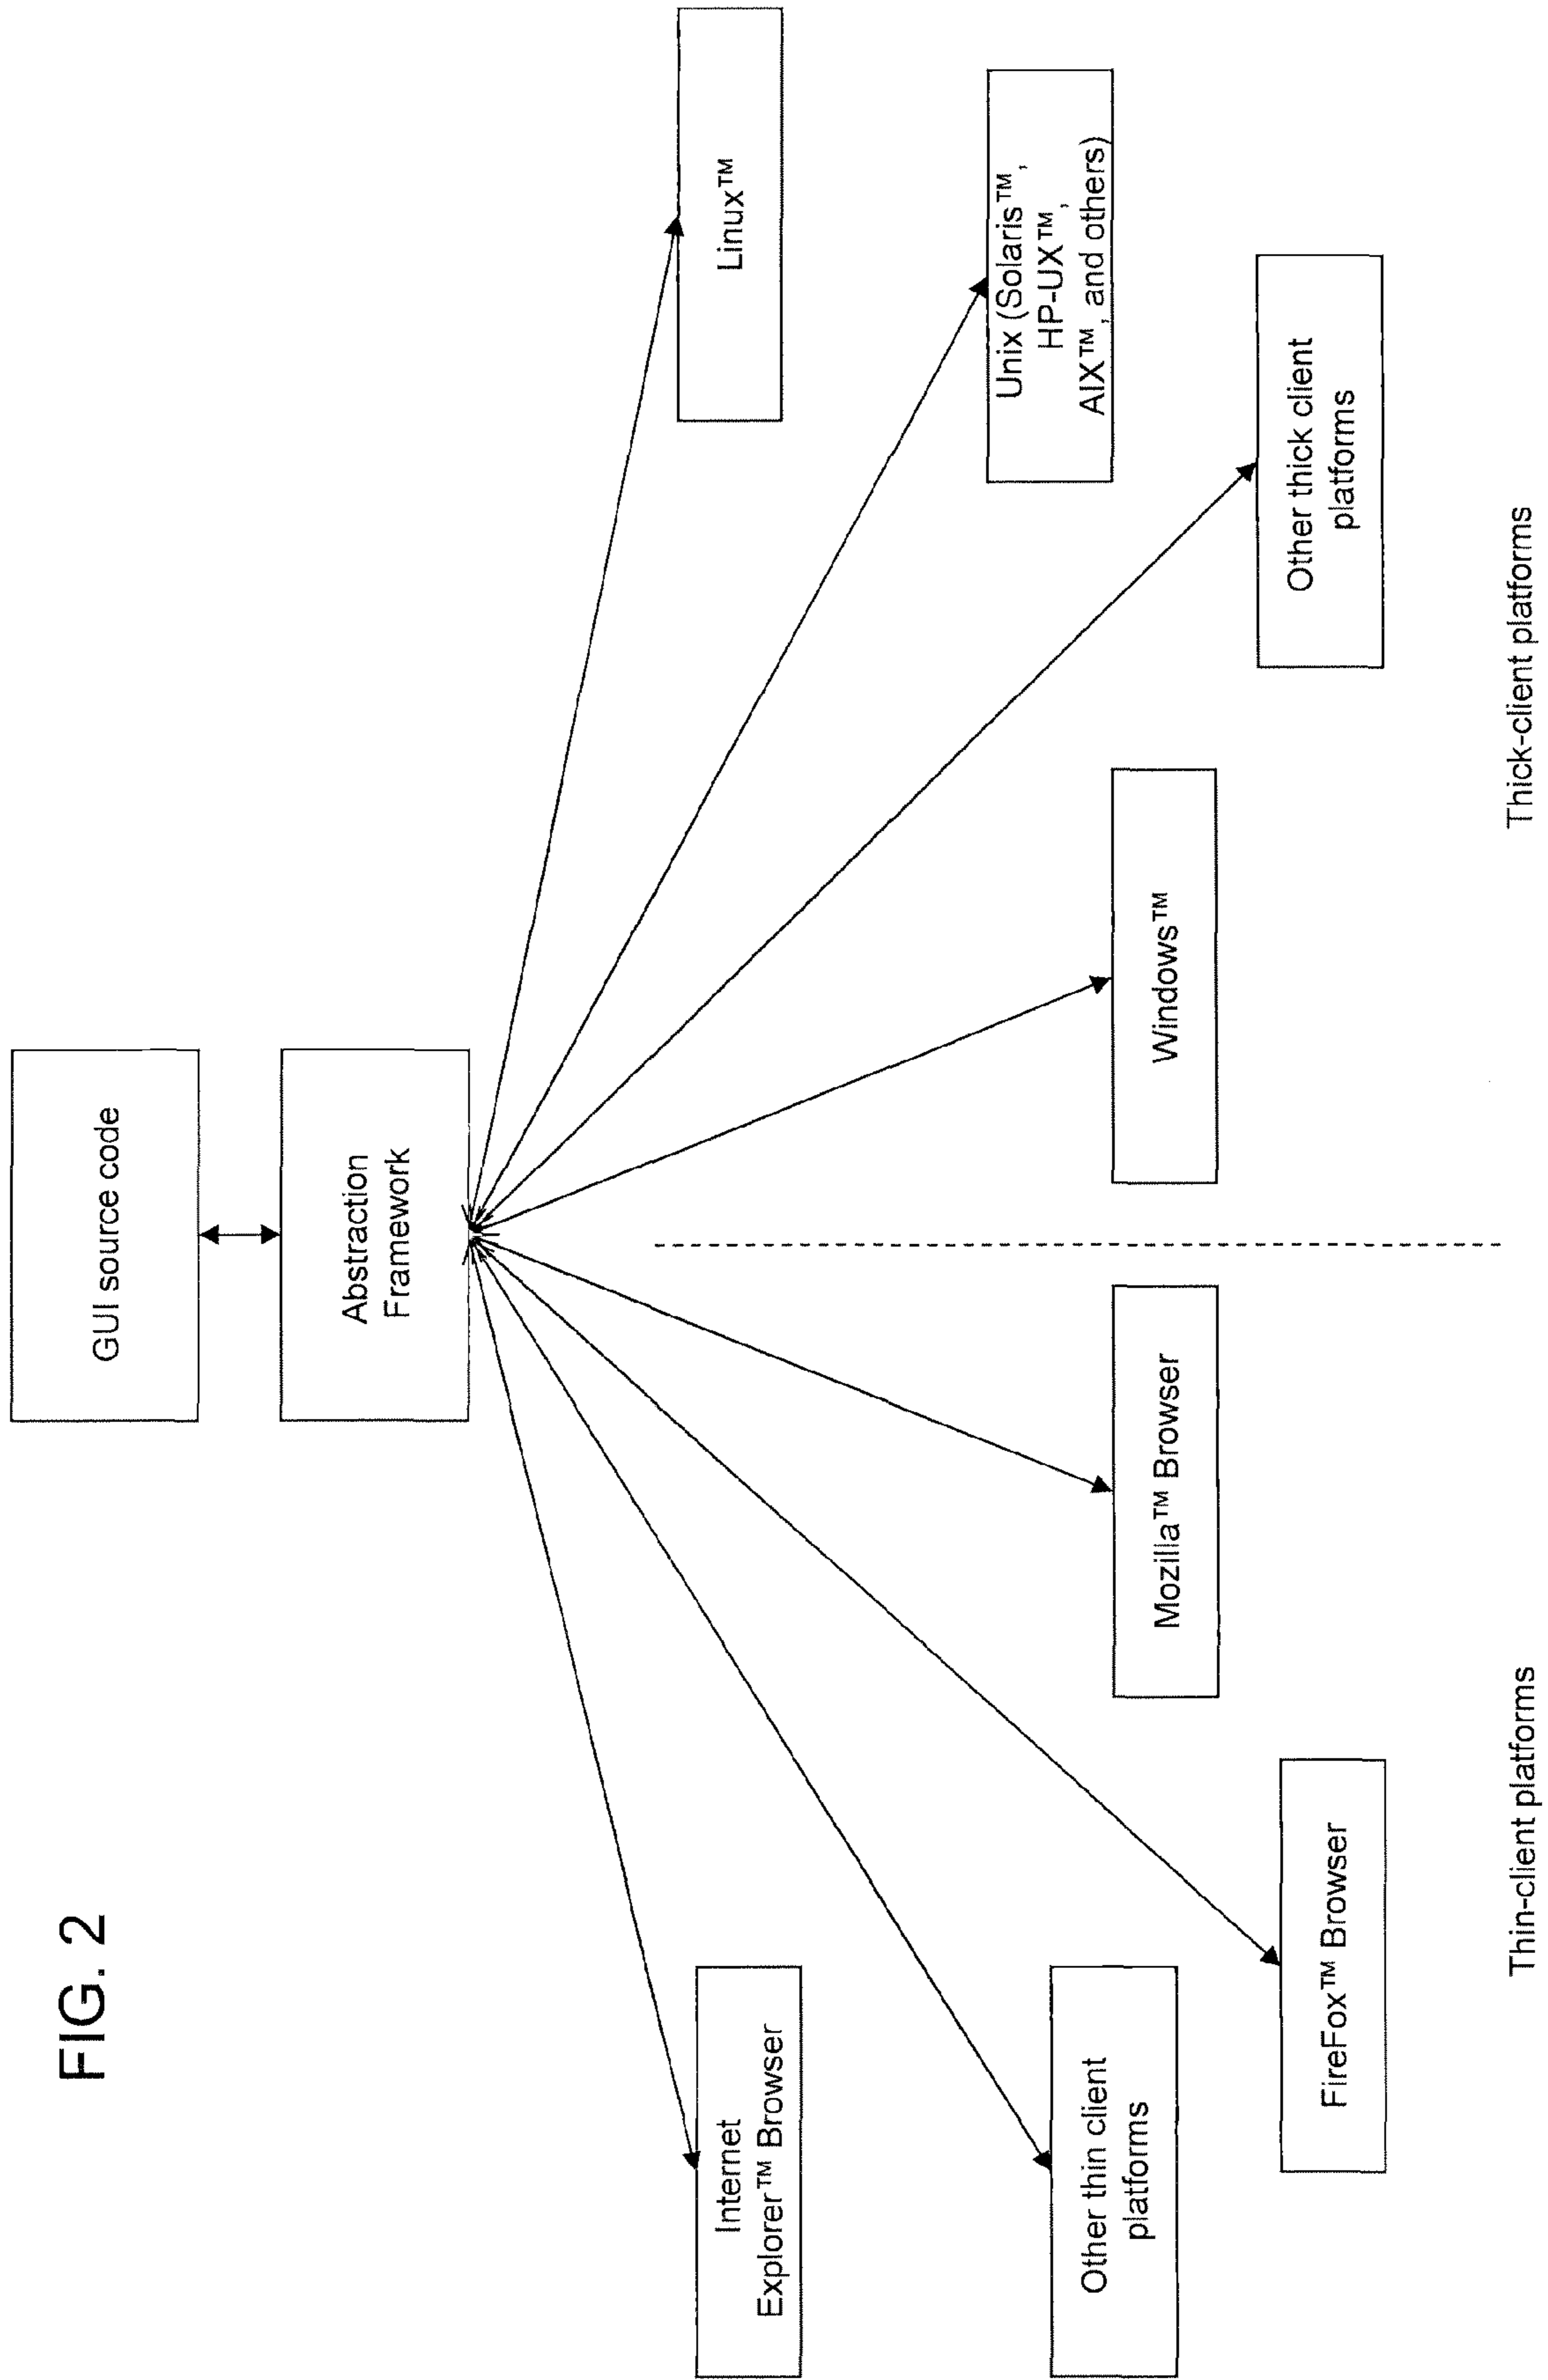 FIG. 2
GUI source code
Abstraction
Framework
Internet
Explorer™ Browser
Other thin client
platforms
FireFox™ Browser
Mozilla™ Browser
Windows™
Other thick client
platforms
Unix (Solaris™,
HP-UX™,
AIX™, and others)
Linux™
Thin-client platforms
Thick-client platforms